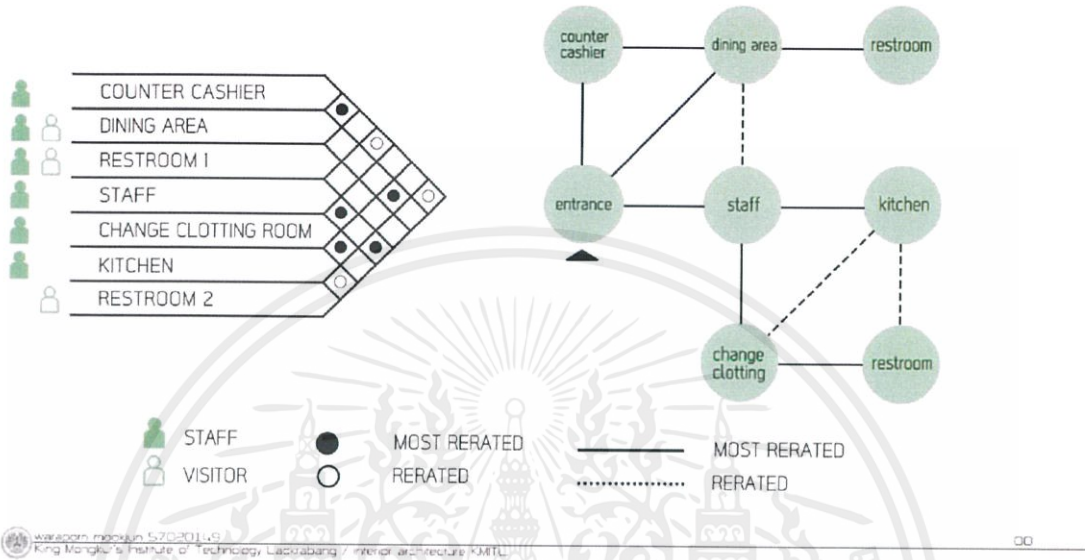 COUNTER CASHIER
DINING AREA
RESTROOM 1
STAFF
CHANGE CLOTTING ROOM
KITCHEN
RESTROOM 2
counter
cashier
dining area
restroom
entrance
staff
kitchen
change
clotting
restroom
STAFF
VISITOR
MOST RERATED
RERATED
MOST RERATED
RERATED
waraporn
King Mongkut's Institute of Technology, Ladkrabang / interior architecture KMITL
00